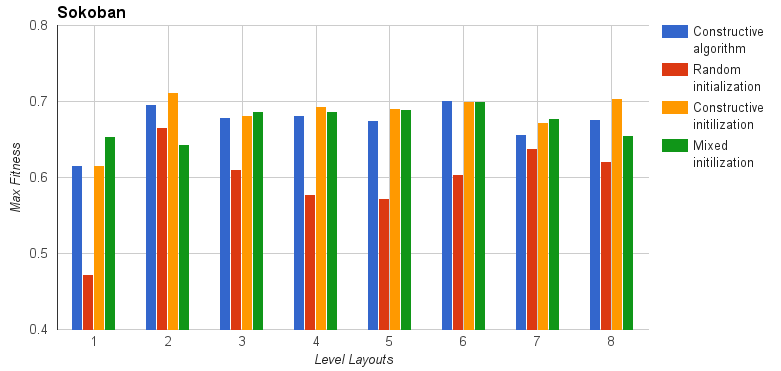 Sokoban
0.8
0.7
0.6
0.5
0.4
Max Fitness
1 2 3 4 5 6 7 8
Level Layouts
Constructive
algorithm
Random
initialization
Constructive
initilization
Mixed
initilization